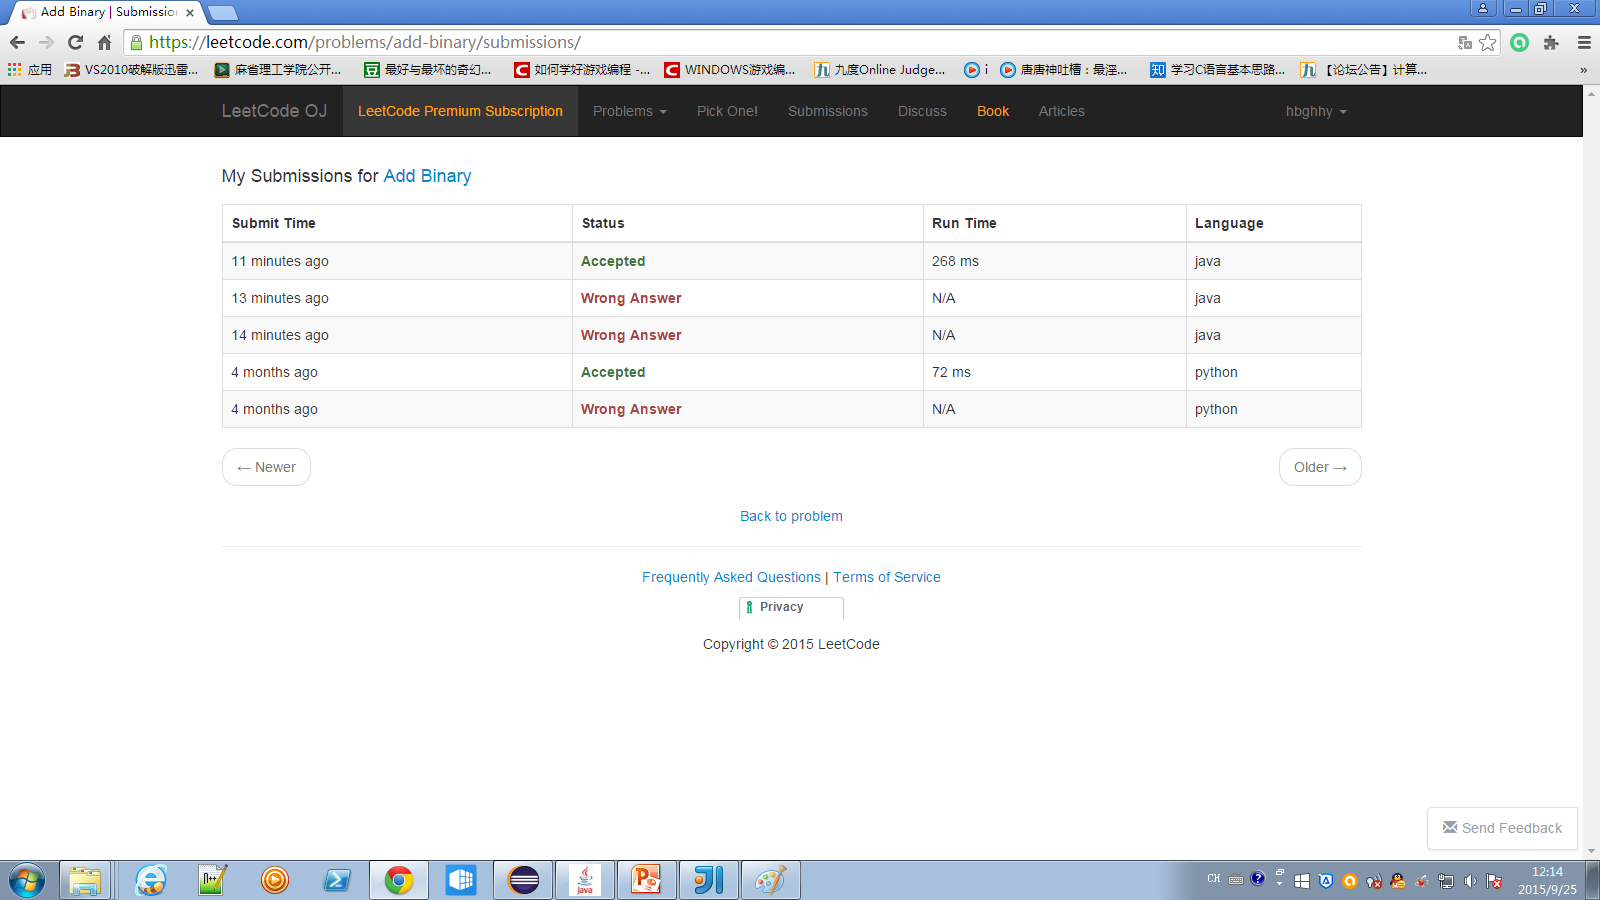 Add Binary | Submission
https://leetcode.com/problems/add-binary/submissions/
应用 VS2010破解版迅雷... 麻省理工学院公开... 最好与最坏的奇幻... 如何学好游戏编程 -... WINDOWS游戏编... 九度Online Judge... i 唐唐神吐槽：最淫... 学习C语言基本思路... 【论坛公告】计算... »
LeetCode OJ LeetCode Premium Subscription Problems Pick One! Submissions Discuss Book Articles hbghhy
My Submissions for Add Binary
Submit Time Status Run Time Language
11 minutes ago Accepted 268 ms java
13 minutes ago Wrong Answer N/A java
14 minutes ago Wrong Answer N/A java
4 months ago Accepted 72 ms python
4 months ago Wrong Answer N/A python
← Newer Older →
Back to problem
Frequently Asked Questions | Terms of Service
Privacy
Copyright © 2015 LeetCode
Send Feedback
CH 12:14
2015/9/25